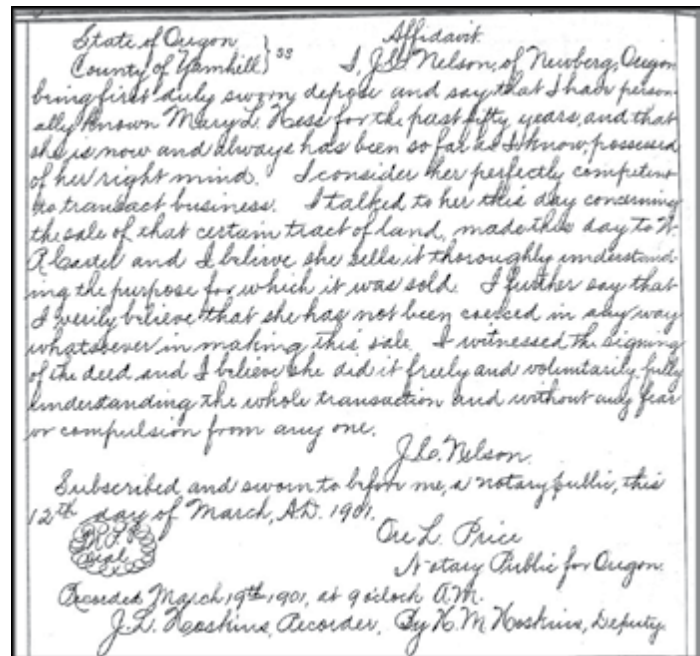 State of Oregon } ss Affidavit.
County of Yamhill } I, J.C. Nelson, of Newberg, Oregon
being first duly sworn depose and say that I have person-
ally known Mary L. Hess for the past fifty years, and that
she is now and always has been so far as I know, possessed
of her right mind. I consider her perfectly competent
to transact business. I talked to her this day concerning
the sale of that certain tract of land, made this day to W.
A. and I believe she sells it thoroughly understand-
ing the purpose for which it was sold. I further say that
I verily believe that she has not been coerced in any way
whatsoever in making this sale. I witnessed the signing
of the deed and I believe she did it freely and voluntarily fully
understanding the whole transaction and without any fear
or compulsion from any one.
J.C. Nelson.
Subscribed and sworn to before me, a notary public, this
12th day of March, A.D. 1901.
Seal
L. Price
Notary Public for Oregon.
Recorded March 19th 1901, at 9 o'clock A.M.
J.L. Hoskins, Recorder, By H.M Hoskins, Deputy.